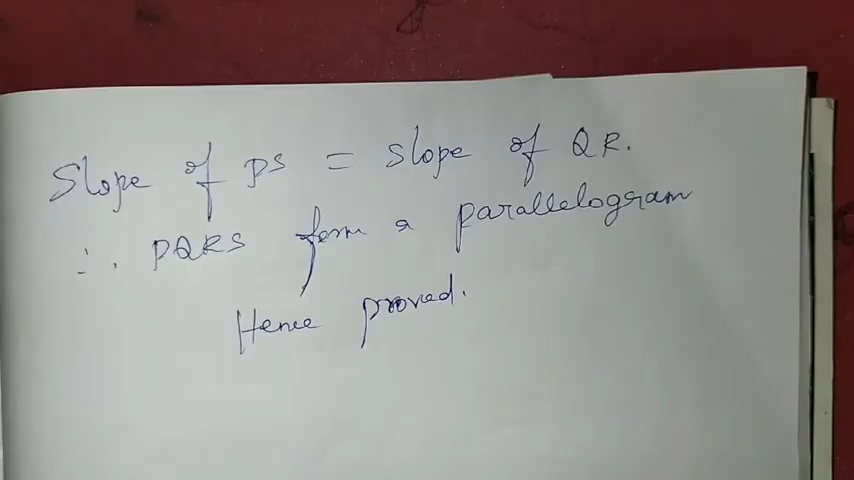 Slope of PS = slope of QR.
∴ PQRS form a parallelogram
Hence proved.